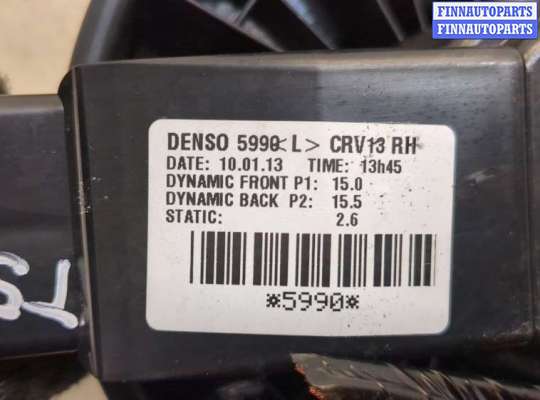 FINNAUTOPARTS
FINNAUTOPARTS
FINNAUTOPARTS
DENSO 5990<L> CRV13 RH
DATE: 10.01.13 TIME: 13h45
DYNAMIC FRONT P1: 15.0
DYNAMIC BACK P2: 15.5
STATIC: 2.6
*5990*